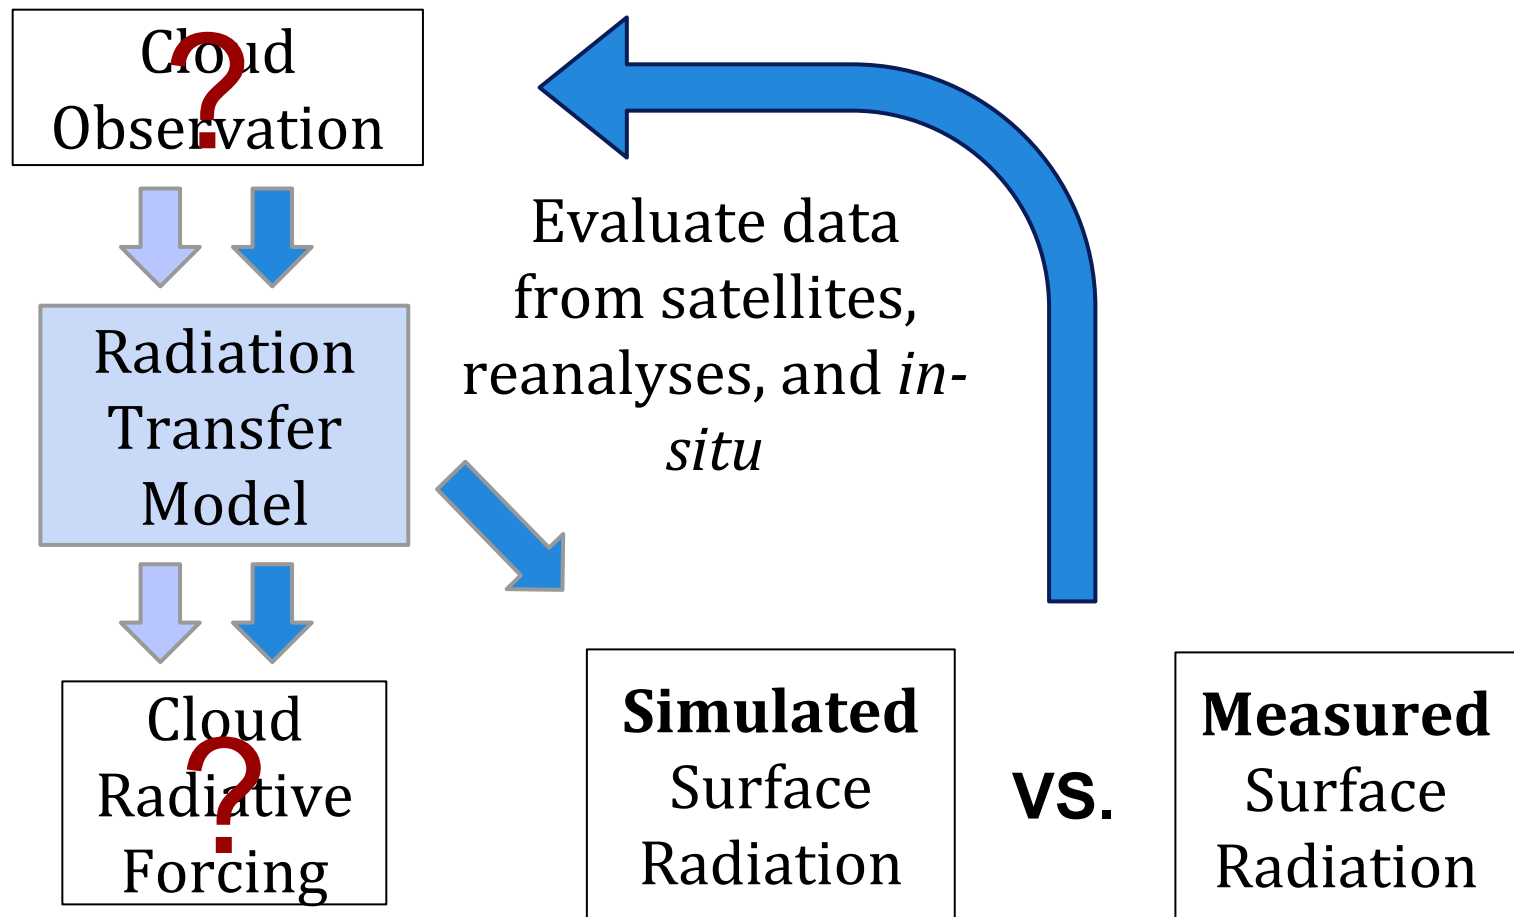 Cloud
Observation
?
Evaluate data
from satellites,
reanalyses, and in-
situ
Radiation
Transfer
Model
Cloud
Radiative
Forcing
?
Simulated
Surface
Radiation
vs.
Measured
Surface
Radiation